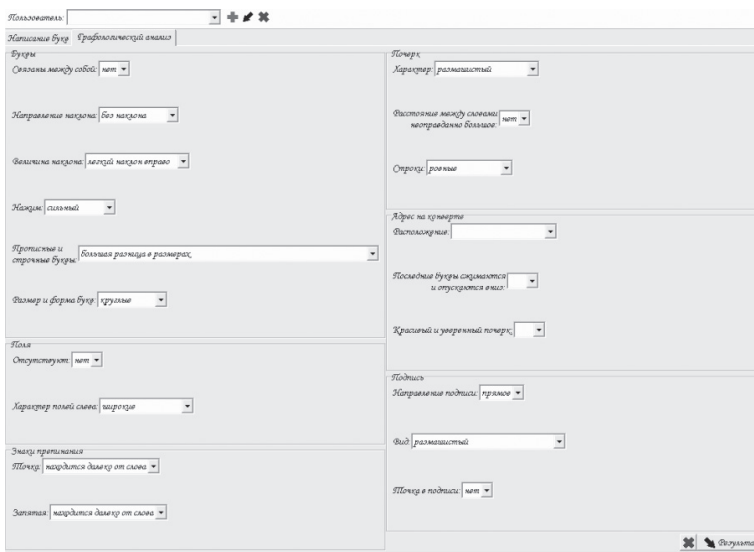 Пользователь:
Написание букв Графологический анализ
Буквы
Связаны между собой: нет
Направление наклона: без наклона
Величина наклона: легкий наклон вправо
Нажим: сильный
Прописные и
строчные буквы: большая разница в размерах
Размер и форма букв: круглые
Поля
Отсутствуют: нет
Характер полей слева: широкие
Знаки препинания
Точка: находится далеко от слова
Запятая: находится далеко от слова
Почерк
Характер: размашистый
Расстояние между словами
неоправданно большое: нет
Строки: ровные
Адрес на конверте
Расположение:
Последние буквы сжимаются
и опускаются вниз:
Красивый и уверенный почерк:
Подпись
Направление подписи: прямое
Вид: размашистый
Точка в подписи: нет
Результа